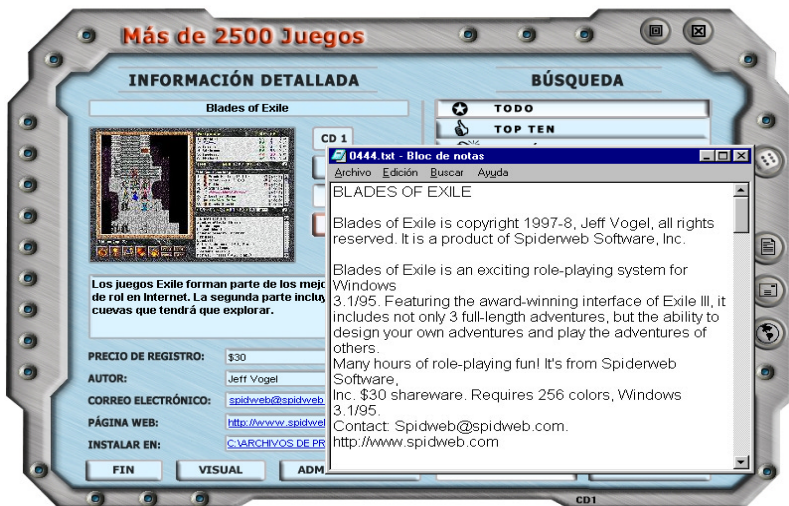 Más de 2500 Juegos
INFORMACIÓN DETALLADA
BÚSQUEDA
Blades of Exile
CD 1
TODO
TOP TEN
0444.txt - Bloc de notas
Archivo Edición Buscar Ayuda
BLADES OF EXILE
Blades of Exile is copyright 1997-8, Jeff Vogel, all rights
reserved. It is a product of Spiderweb Software, Inc.
Blades of Exile is an exciting role-playing system for
Windows
3.1/95. Featuring the award-winning interface of Exile III, it
includes not only 3 full-length adventures, but the ability to
design your own adventures and play the adventures of
others.
Many hours of role-playing fun! It's from Spiderweb
Software,
Inc. $30 shareware. Requires 256 colors, Windows
3.1/95.
Contact: Spidweb@spidweb.com.
http://www.spidweb.com
Los juegos Exile forman parte de los mejo
de rol en Internet. La segunda parte incluy
cuevas que tendrá que explorar.
PRECIO DE REGISTRO: $30
AUTOR: Jeff Vogel
CORREO ELECTRÓNICO: spidweb@spidweb
PÁGINA WEB: http://www.spidwel
INSTALAR EN: C:\ARCHIVOS DE PR
FIN VISUAL ADM
CD1